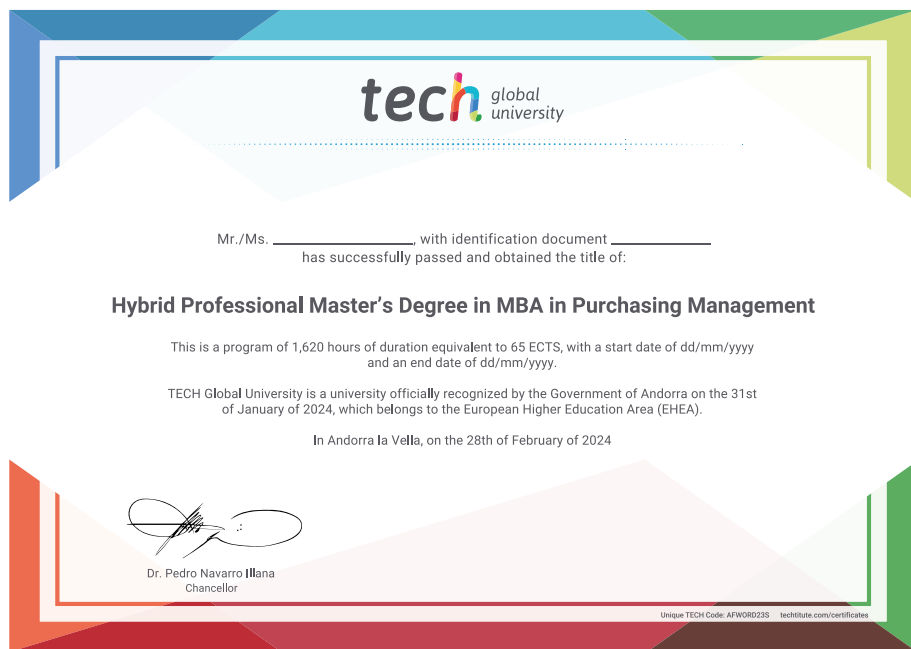 tech global
university
Mr./Ms. ________________, with identification document ____________
has successfully passed and obtained the title of:
Hybrid Professional Master’s Degree in MBA in Purchasing Management
This is a program of 1,620 hours of duration equivalent to 65 ECTS, with a start date of dd/mm/yyyy
and an end date of dd/mm/yyyy.
TECH Global University is a university officially recognized by the Government of Andorra on the 31st
of January of 2024, which belongs to the European Higher Education Area (EHEA).
In Andorra la Vella, on the 28th of February of 2024
Dr. Pedro Navarro Illana
Chancellor
Unique TECH Code: AFWORD23S techtitute.com/certificates